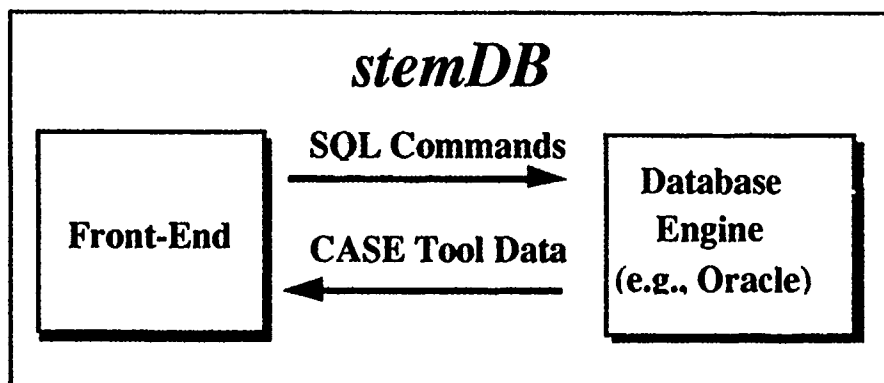 stemDB
SQL Commands
Front-End
CASE Tool Data
Database
Engine
(e.g., Oracle)